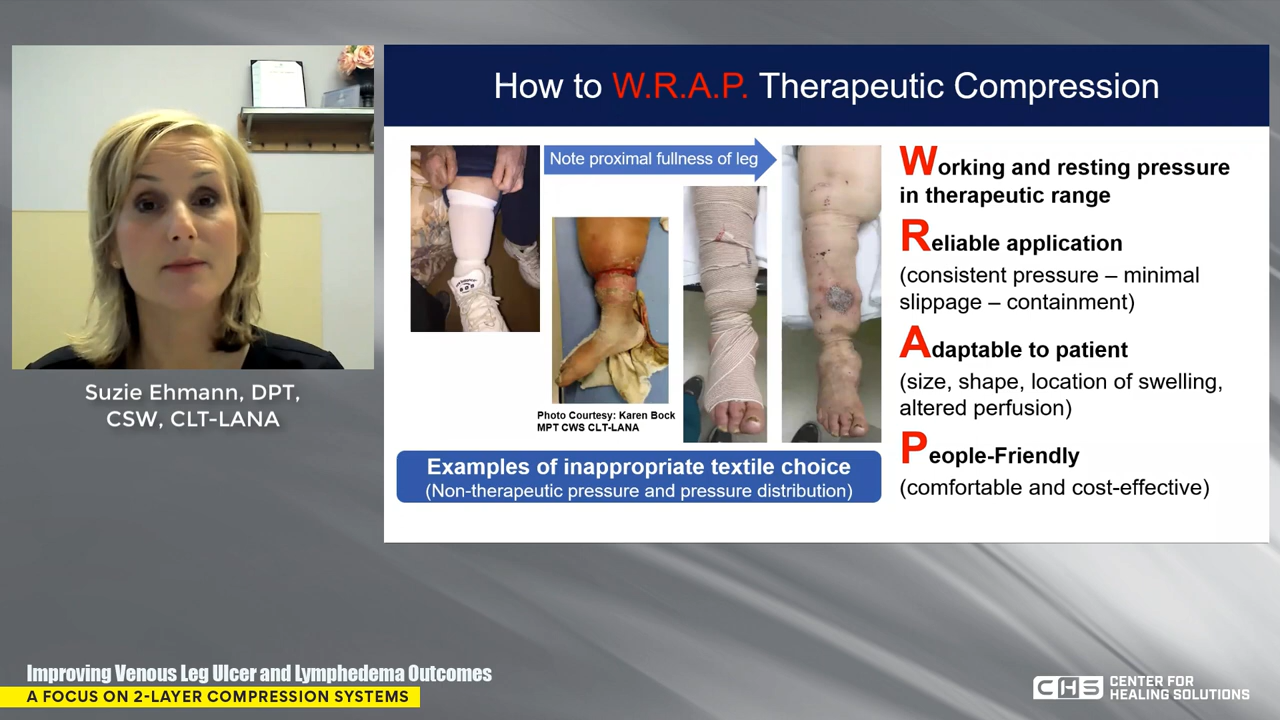 How to W.R.A.P. Therapeutic Compression
Note proximal fullness of leg
Photo Courtesy: Karen Bock
MPT CWS CLT-LANA
Examples of inappropriate textile choice
(Non-therapeutic pressure and pressure distribution)
Working and resting pressure
in therapeutic range
Reliable application
(consistent pressure – minimal
slippage – containment)
Adaptable to patient
(size, shape, location of swelling,
altered perfusion)
People-Friendly
(comfortable and cost-effective)
Suzie Ehmann, DPT,
CSW, CLT-LANA
Improving Venous Leg Ulcer and Lymphedema Outcomes
A FOCUS ON 2-LAYER COMPRESSION SYSTEMS
CHS CENTER FOR
HEALING SOLUTIONS